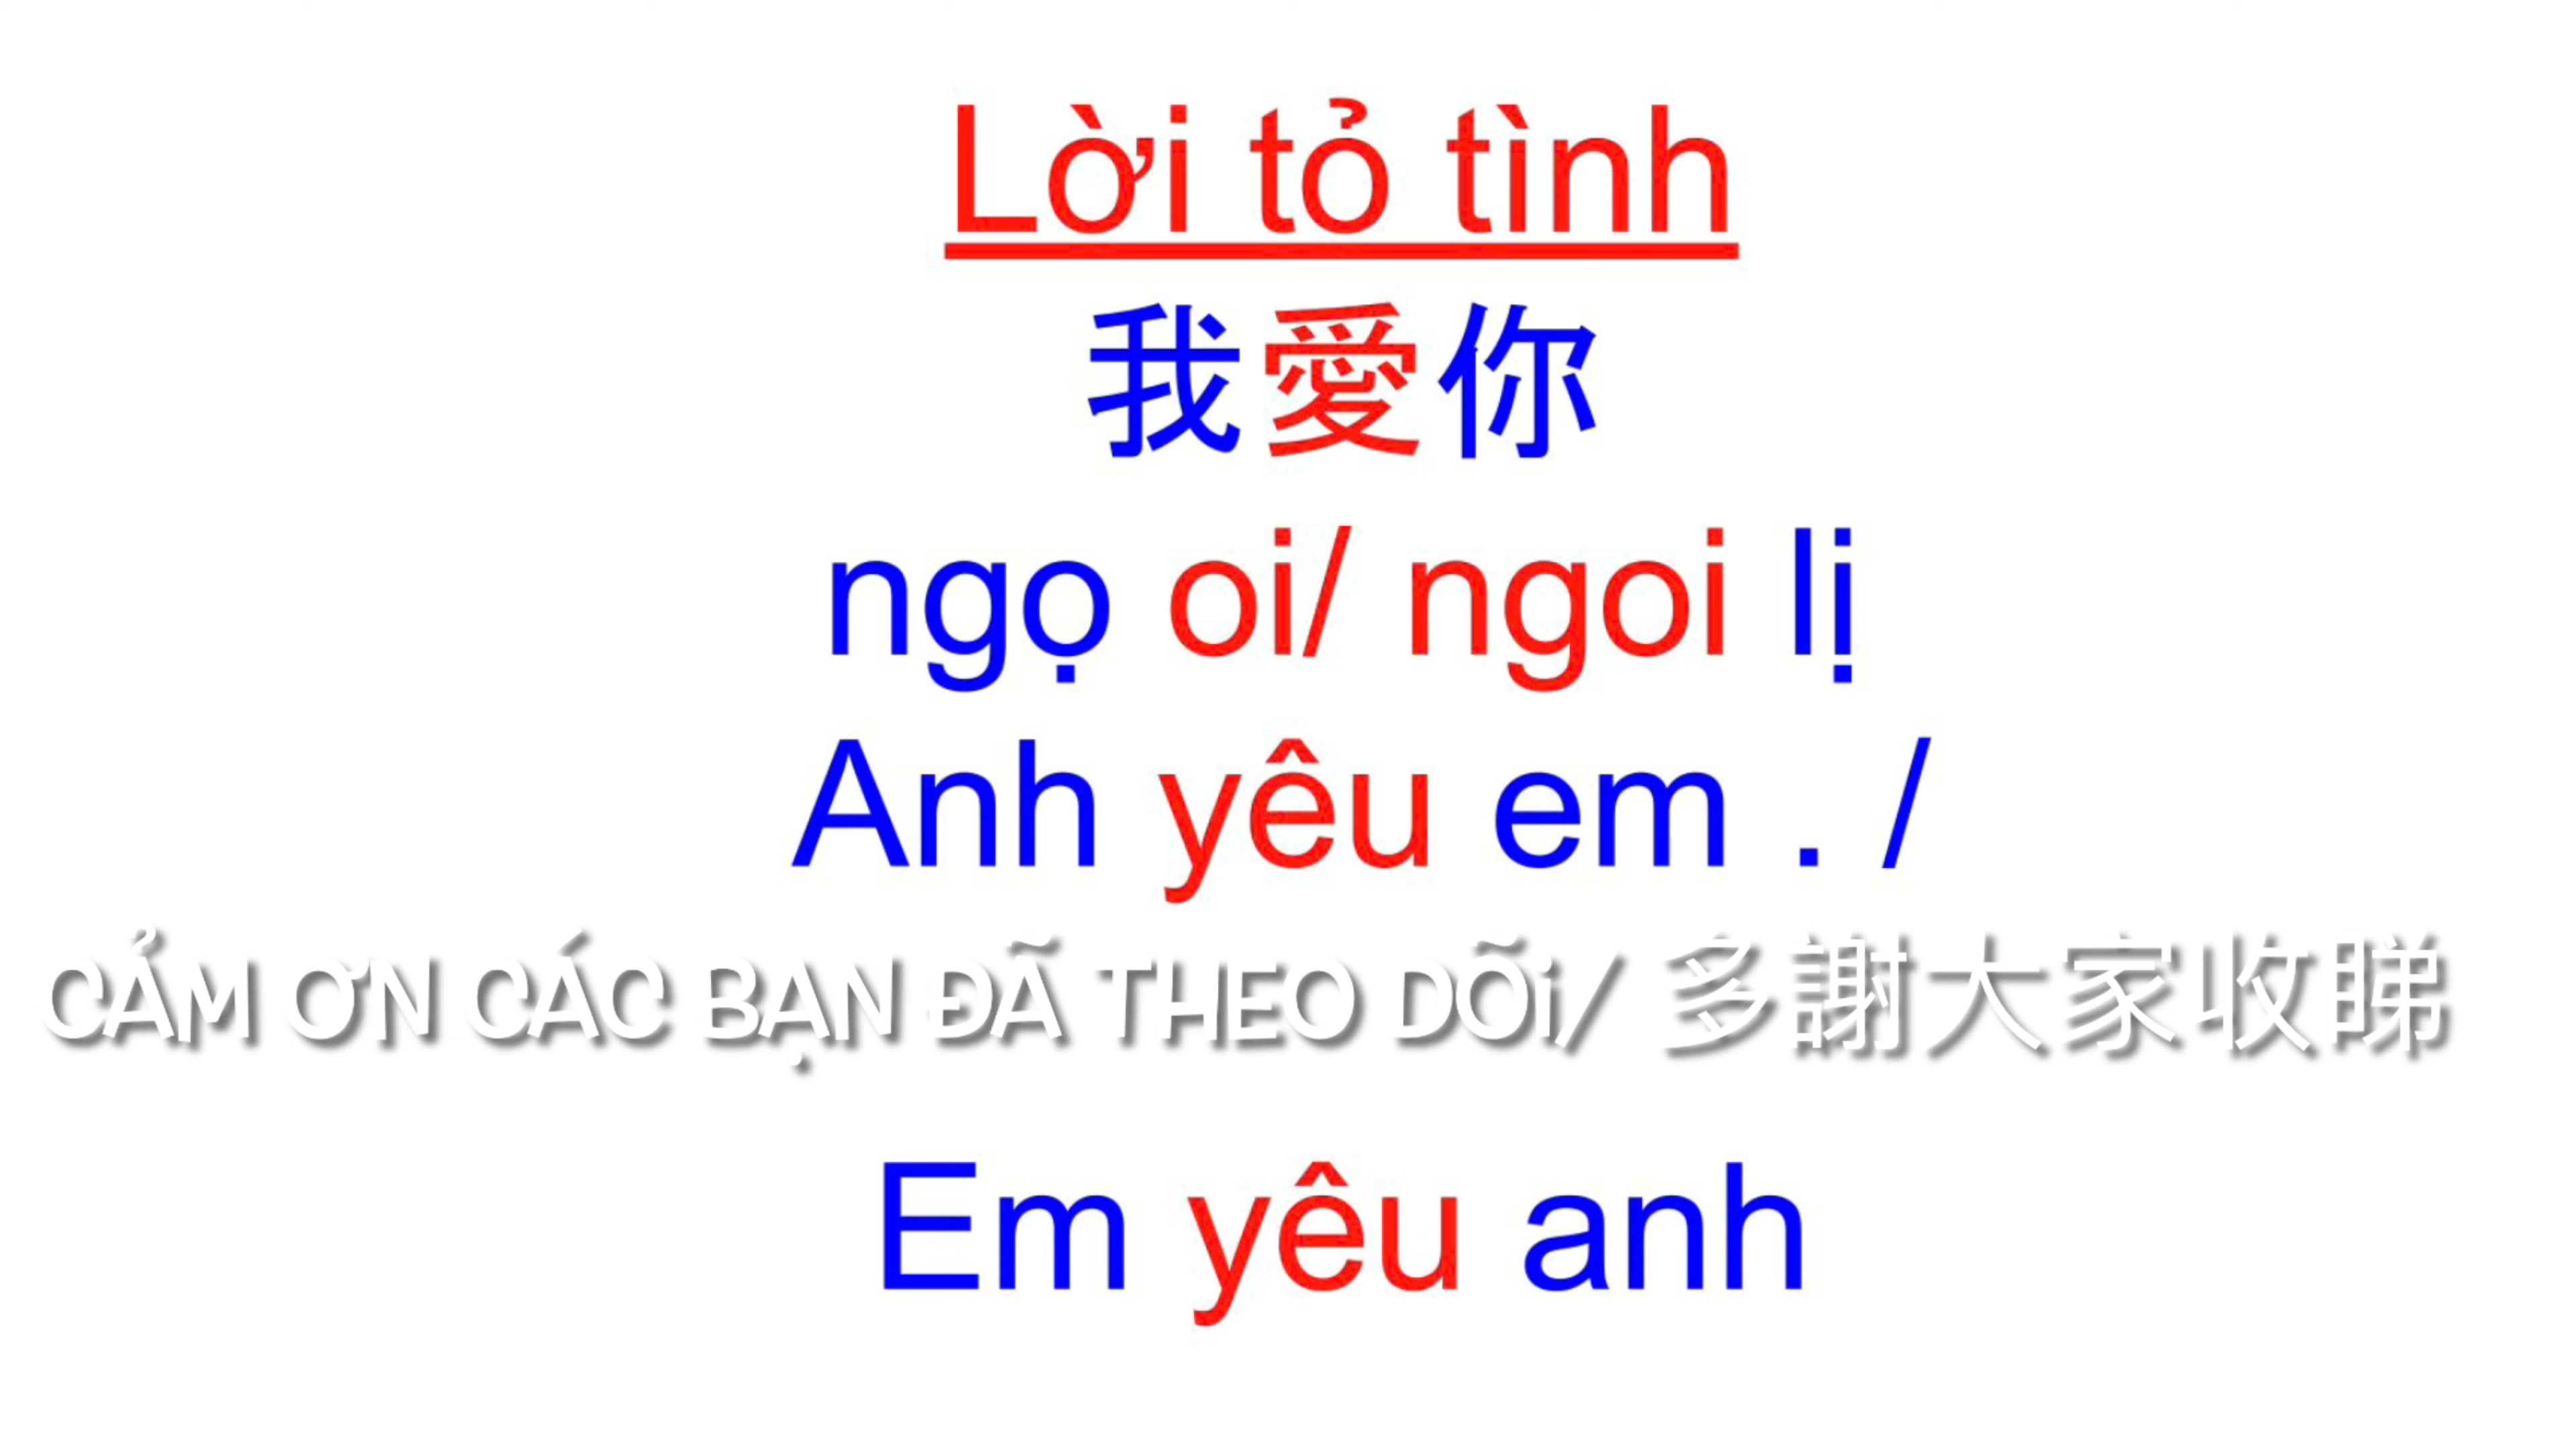 Lời tỏ tình
我愛你
ngọ oi/ ngoi lị
Anh yêu em . /
CẢM ƠN CÁC BẠN ĐÃ THEO DÕI/ 多謝大家收睇
Em yêu anh